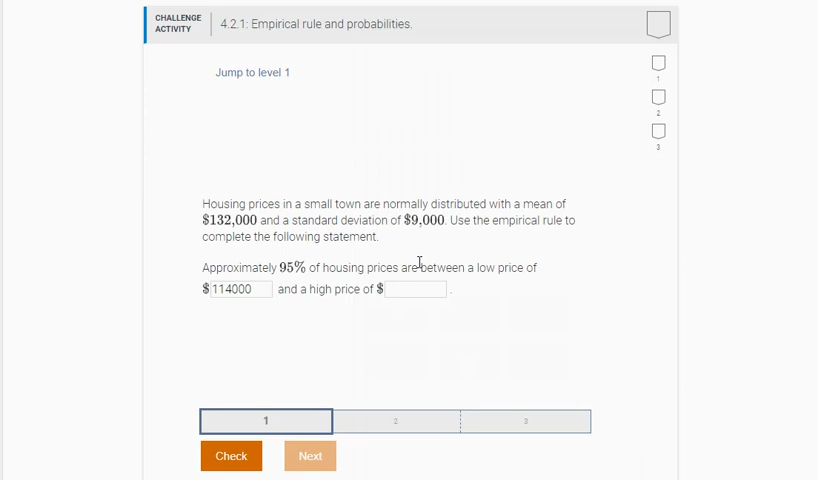 CHALLENGE
ACTIVITY
4.2.1: Empirical rule and probabilities.
Jump to level 1
1
2
3
Housing prices in a small town are normally distributed with a mean of
$132,000 and a standard deviation of $9,000. Use the empirical rule to
complete the following statement.
Approximately 95% of housing prices are between a low price of
$ 114000 and a high price of $ .
1 2 3
Check Next